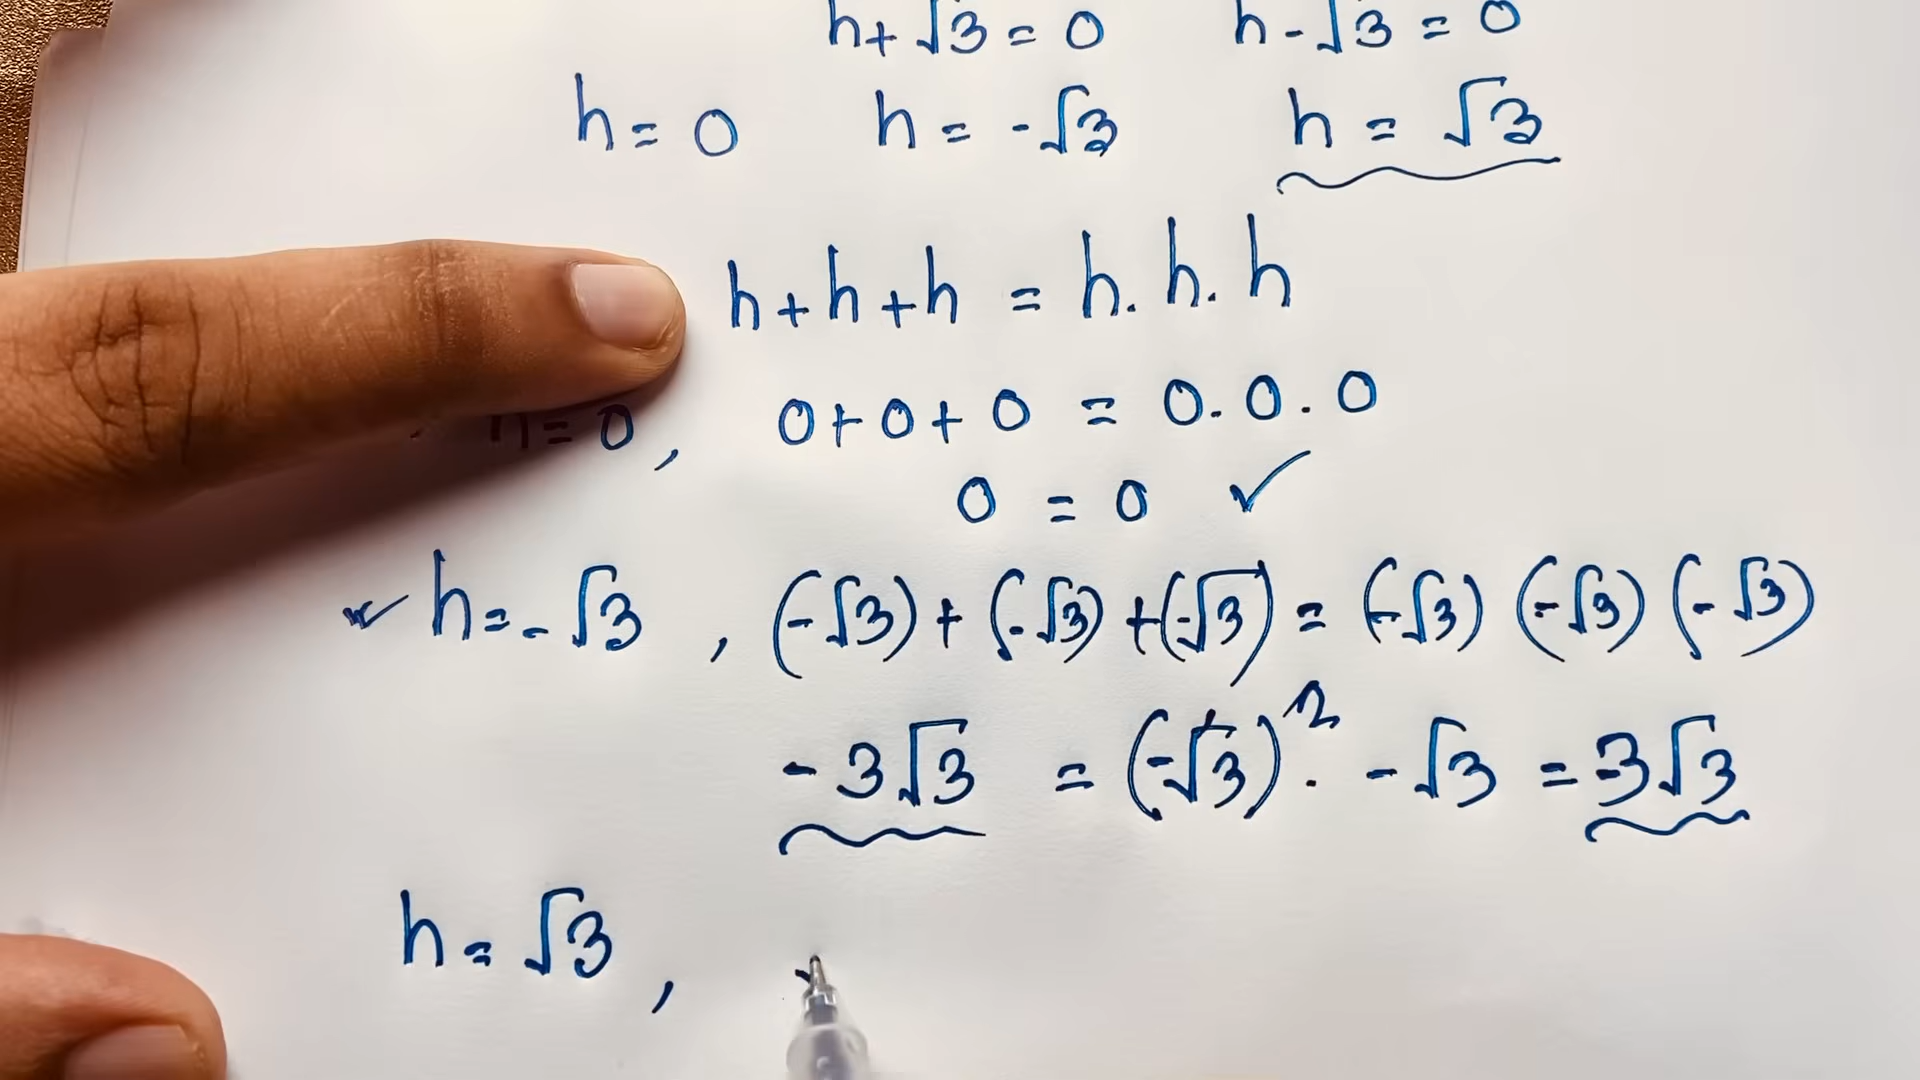 h+√3=0 h-√3=0
h=0 h=-√3 h=√3
h+h+h=h.h.h
h=0, 0+0+0=0.0.0
0=0 ✓
✓ h=-√3, (-√3)+(-√3)+(-√3)=(-√3)(-√3)(-√3)
-3√3=(-√3)².-√3=-3√3
h=√3,